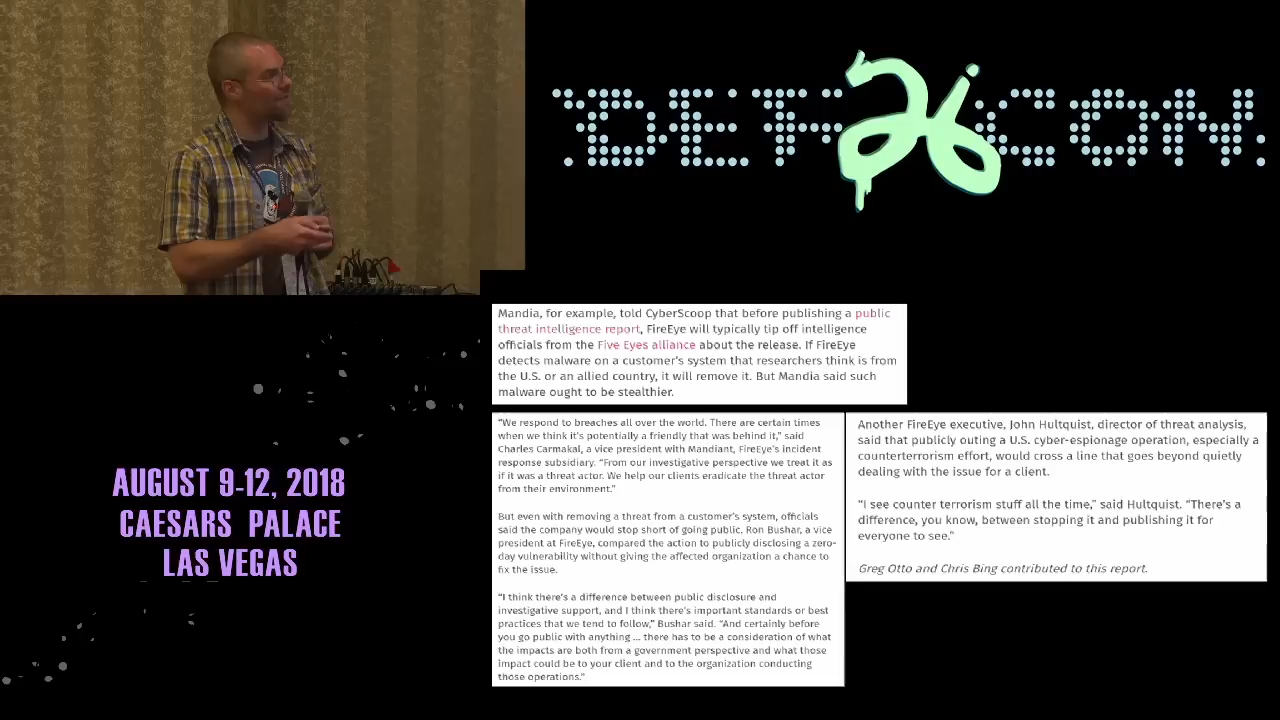 DEF 26 CON
Mandia, for example, told CyberScoop that before publishing a public
threat intelligence report, FireEye will typically tip off intelligence
officials from the Five Eyes alliance about the release. If FireEye
detects malware on a customer's system that researchers think is from
the U.S. or an allied country, it will remove it. But Mandia said such
malware ought to be stealthier.
"We respond to breaches all over the world. There are certain times
when we think it's potentially a friendly that was behind it," said
Charles Carmakal, a vice president with Mandiant, FireEye's incident
response subsidiary. "From our investigative perspective we treat it as
if it was a threat actor. We help our clients eradicate the threat actor
from their environment."
But even with removing a threat from a customer's system, officials
said the company would stop short of going public. Ron Bushar, a vice
president at FireEye, compared the action to publicly disclosing a zero-
day vulnerability without giving the affected organization a chance to
fix the issue.
"I think there's a difference between public disclosure and
investigative support, and I think there's important standards or best
practices that we tend to follow," Bushar said. "And certainly before
you go public with anything ... there has to be a consideration of what
the impacts are both from a government perspective and what those
impact could be to your client and to the organization conducting
those operations."
Another FireEye executive, John Hultquist, director of threat analysis,
said that publicly outing a U.S. cyber-espionage operation, especially a
counterterrorism effort, would cross a line that goes beyond quietly
dealing with the issue for a client.
"I see counter terrorism stuff all the time," said Hultquist. "There's a
difference, you know, between stopping it and publishing it for
everyone to see."
Greg Otto and Chris Bing contributed to this report.
AUGUST 9-12, 2018
CAESARS PALACE
LAS VEGAS